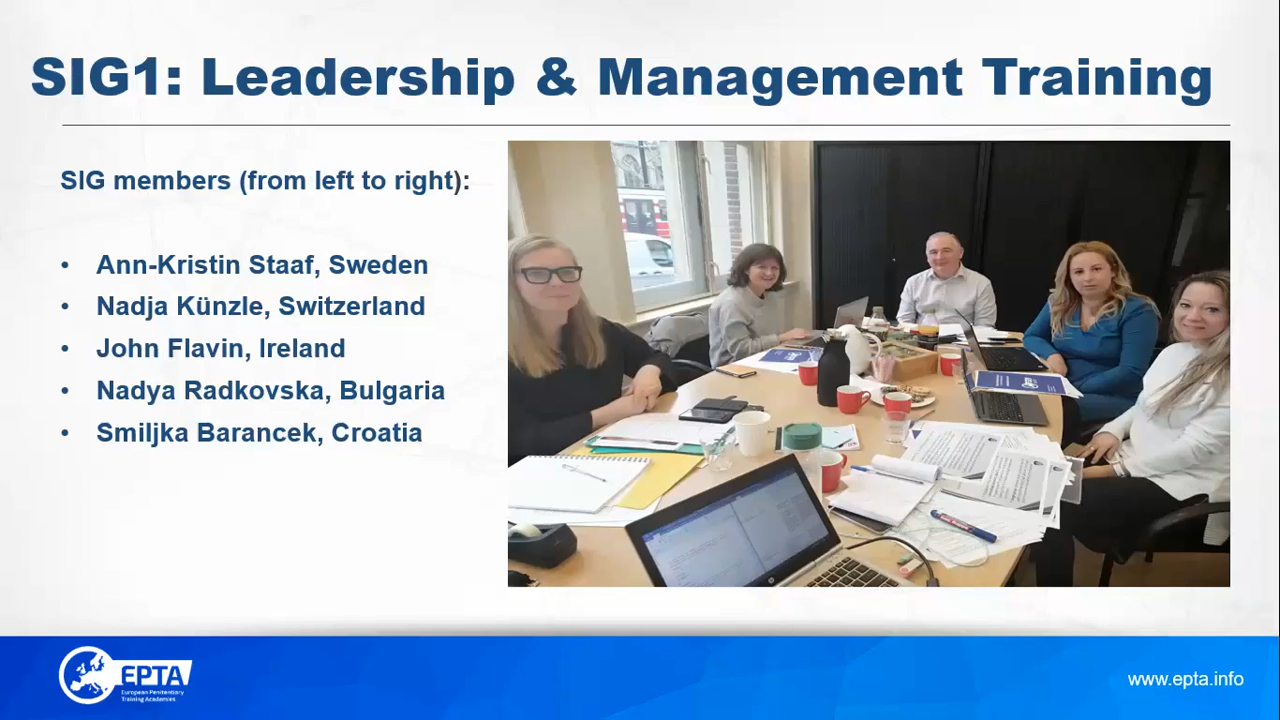 SIG1: Leadership & Management Training
SIG members (from left to right):
• Ann-Kristin Staaf, Sweden
• Nadja Künzle, Switzerland
• John Flavin, Ireland
• Nadya Radkovska, Bulgaria
• Smiljka Barancek, Croatia
EPTA
European Penitentiary
Training Academies
www.epta.info